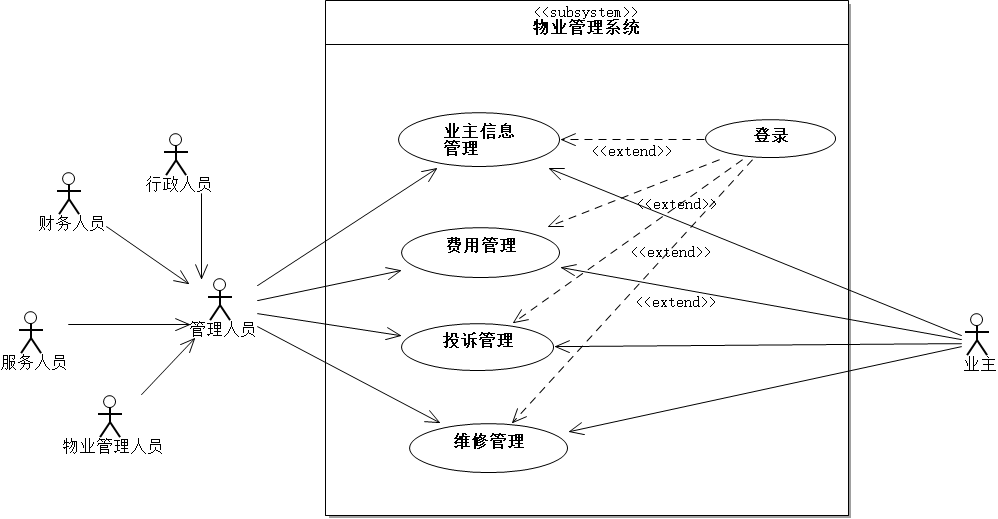 <<subsystem>>
物业管理系统
业主信息
管理
登录
<<extend>>
行政人员
财务人员
<<extend>>
费用管理
<<extend>>
管理人员
<<extend>>
投诉管理
服务人员
业主
物业管理人员
维修管理